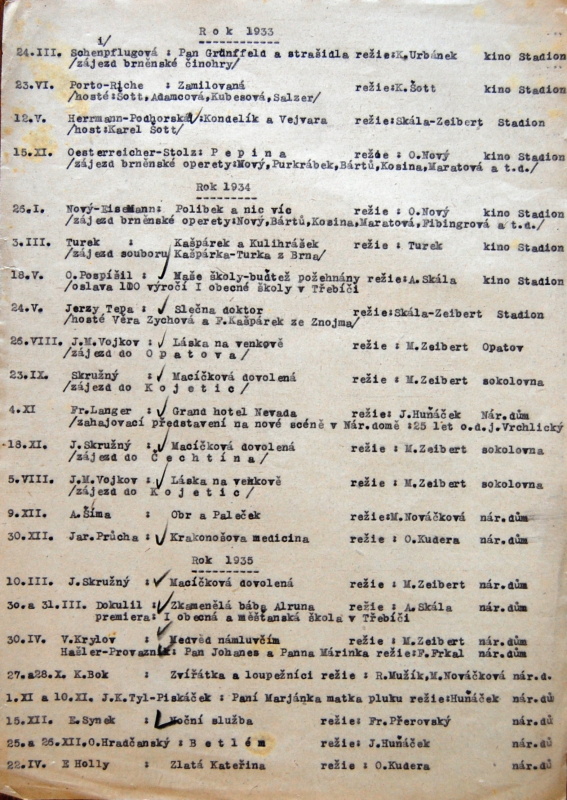 Rok 1933
1/
24.III. Schenpflugová : Pan Grünffeld a strašidla režie:K.Urbánek kino Stadion
/zájezd brněnské činohry/
23.VI. Porto-Riche : Zamilovaná režie:K.Šott kino Stadion
/hosté:Šott,Adamcová,Kubesová,Salzer/
12.V. Herrmann-Podhorská:Kondelík a Vejvara režie:Skála-Zeibert Stadion
/host:Karel Šott/
15.XI. Oesterreicher-Stolz: P e p i n a režie : O.Nový kino Stadion
/zájezd brněnské operety:Nový,Purkrábek,Bártů,Kosina,Maratová a t.d./
Rok 1934
25.I. Nový-Eisemann: Polibek a nic víc režie : O.Nový kino Stadion
/zájezd brněnské operety:Nový,Bártů,Kosina,Maratová,Fibingrová a t.d./
3.III. Turek : Kašpárek a Kulihrášek režie : Turek kino Stadion
/zájezd souboru Kašpárka-Turka z Brna/
18.V. O.Pospíšil : Naše školy-buďtež požehnány režie:A.Skála kino Stadion
/oslava 100 výročí I obecné školy v Třebíči
24.V. Jerzy Tepa : Slečna doktor režie:Skála-Zeibert Stadion
/hosté Věra Zychová a F.Kašpárek ze Znojma/
26.VIII. J.M.Vojkov : Láska na venkově režie : M.Zeibert Opatov
/zájezd do O p a t o v a /
23.IX. Skružný : Macíčková dovolená režie : M.Zeibert sokolovna
/zájezd do K o j e t i c /
4.XI Fr.Langer : Grand hotel Nevada režie: J.Huňáček Nár.dům
/zahajovací představení na nové scéně v Nár.domě :25 let o.d.j.Vrchlický
18.XI. J.Skružný : Macíčková dovolená režie : M.Zeibert sokolovna
/zájezd do Č e c h t í n a /
5.VIII. J.M.Vojkov : Láska na venkově režie : M.Zeibert sokolovna
/zájezd do K o j e t i c /
9.XII. A.Šíma : Obr a Paleček režie:M.Nováčková nár.dům
30.XII. Jar.Průcha : Krakonošova medicina režie : O.Kudera nár.dům
Rok 1935
10.III. J.Skružný : Macíčková dovolená režie : M.Zeibert nár.dům
30.a 31.III. Dokulil : Zkamenělá bába Alruna režie : A.Skála nár.dům
premiera: I obecná a měšťanská škola v Třebíči
30.IV. V.Krylov : Medvěd námluvčím režie : M.Zeibert nár.dům
Hašler-Provazník: Pan Johanes a Panna Márinka režie: F.Frkal nár.dům
27.a28.X. K.Bok : Zvířátka a loupežníci režie : R.Mužík,M.Nováčková nár.d.
1.XI a 10.XI. J.K.Tyl-Piskáček : Paní Marjánka matka pluku režie:Huňáček nár.dů
15.XII. E.Synek : Noční služba režie: Fr.Přerovský nár.dů
25.a 26.XII.O.Hradčanský : B e t l é m režie : J.Huňáček nár.dů
22.IV. E Holly : Zlatá Kateřina režie : O.Kudera nár.dů